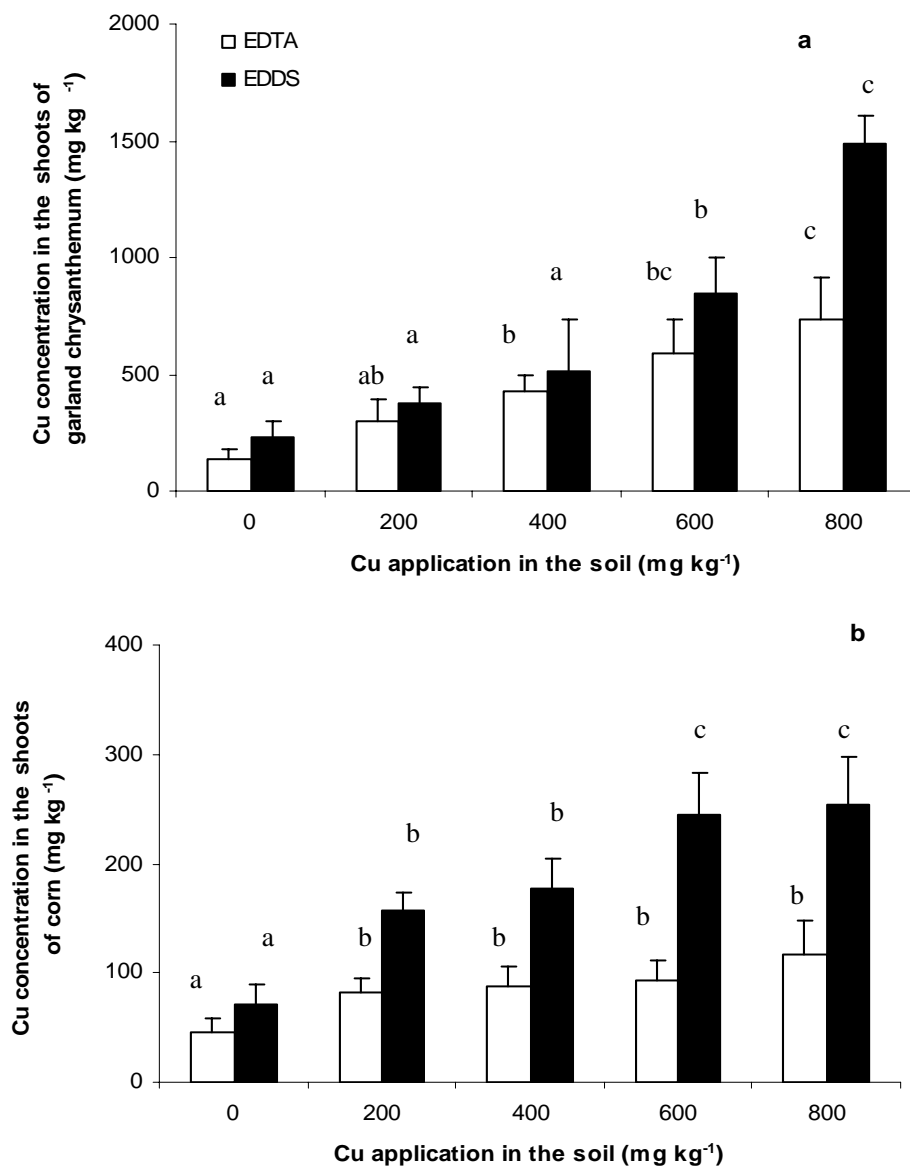 a
EDTA
EDDS
Cu concentration in the shoots of
garland chrysanthemum (mg kg -1)
2000
1500
1000
500
0
a
a
ab
a
b
a
bc
b
c
c
0 200 400 600 800
Cu application in the soil (mg kg-1)
b
Cu concentration in the shoots
of corn (mg kg -1)
400
300
200
100
0
a
a
b
b
b
b
b
c
b
c
0 200 400 600 800
Cu application in the soil (mg kg-1)